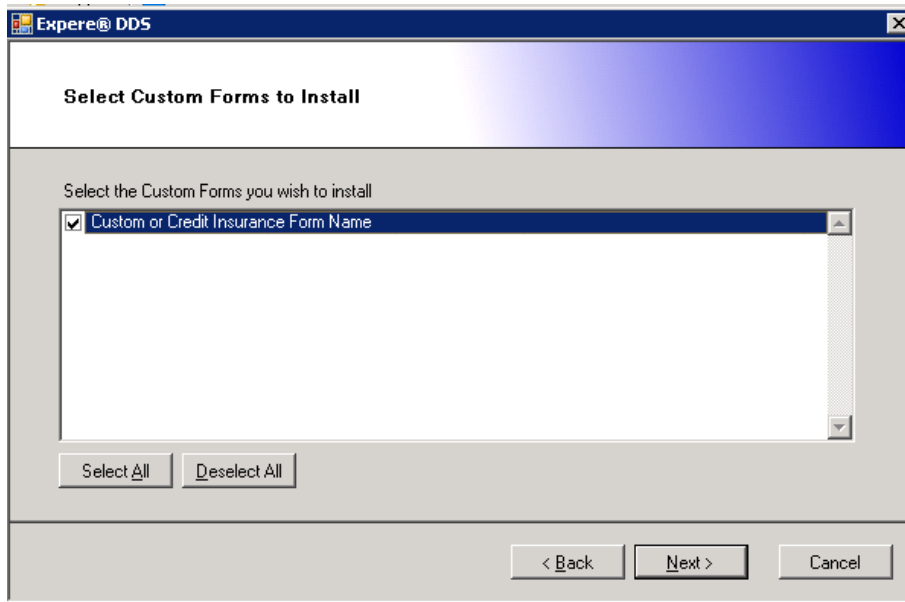 Expere® DDS
Select Custom Forms to Install
Select the Custom Forms you wish to install
Custom or Credit Insurance Form Name
Select All Deselect All
< Back Next > Cancel